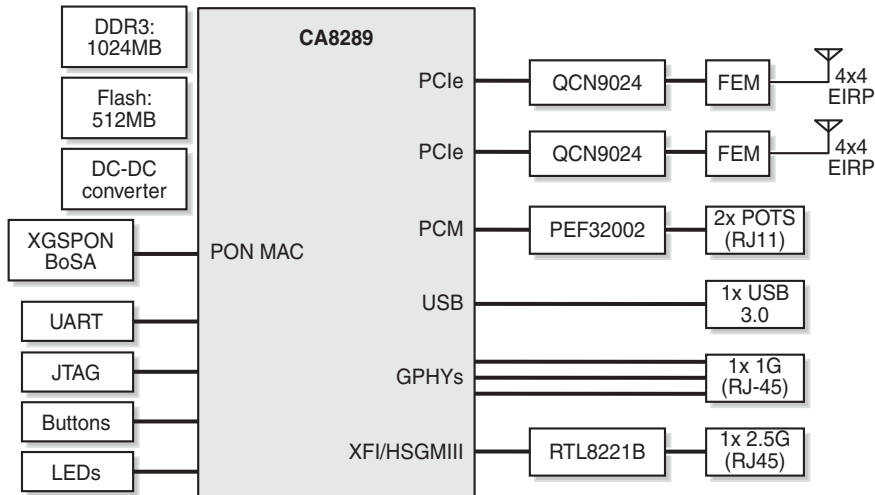 DDR3:
1024MB
Flash:
512MB
DC-DC
converter
XGSPON
BoSA
UART
JTAG
Buttons
LEDs
CA8289
PON MAC
PCIe
QCN9024
FEM
4x4
EIRP
PCIe
QCN9024
FEM
4x4
EIRP
PCM
PEF32002
2x POTS
(RJ11)
USB
1x USB
3.0
GPHYs
1x 1G
(RJ-45)
XFI/HSGMIII
RTL8221B
1x 2.5G
(RJ45)